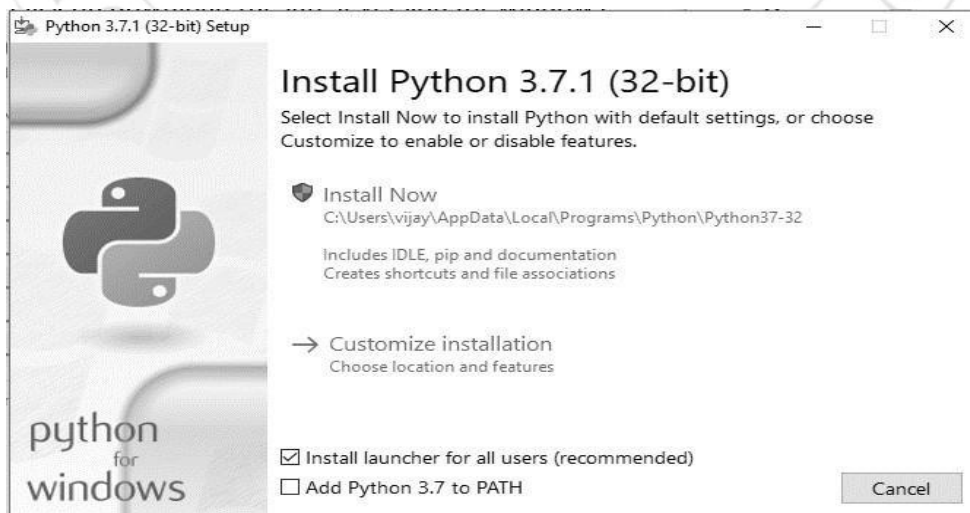 Python 3.7.1 (32-bit) Setup
Install Python 3.7.1 (32-bit)
Select Install Now to install Python with default settings, or choose
Customize to enable or disable features.
Install Now
C:\Users\vijay\AppData\Local\Programs\Python\Python37-32
Includes IDLE, pip and documentation
Creates shortcuts and file associations
→ Customize installation
Choose location and features
python
for
windows
Install launcher for all users (recommended)
Add Python 3.7 to PATH
Cancel